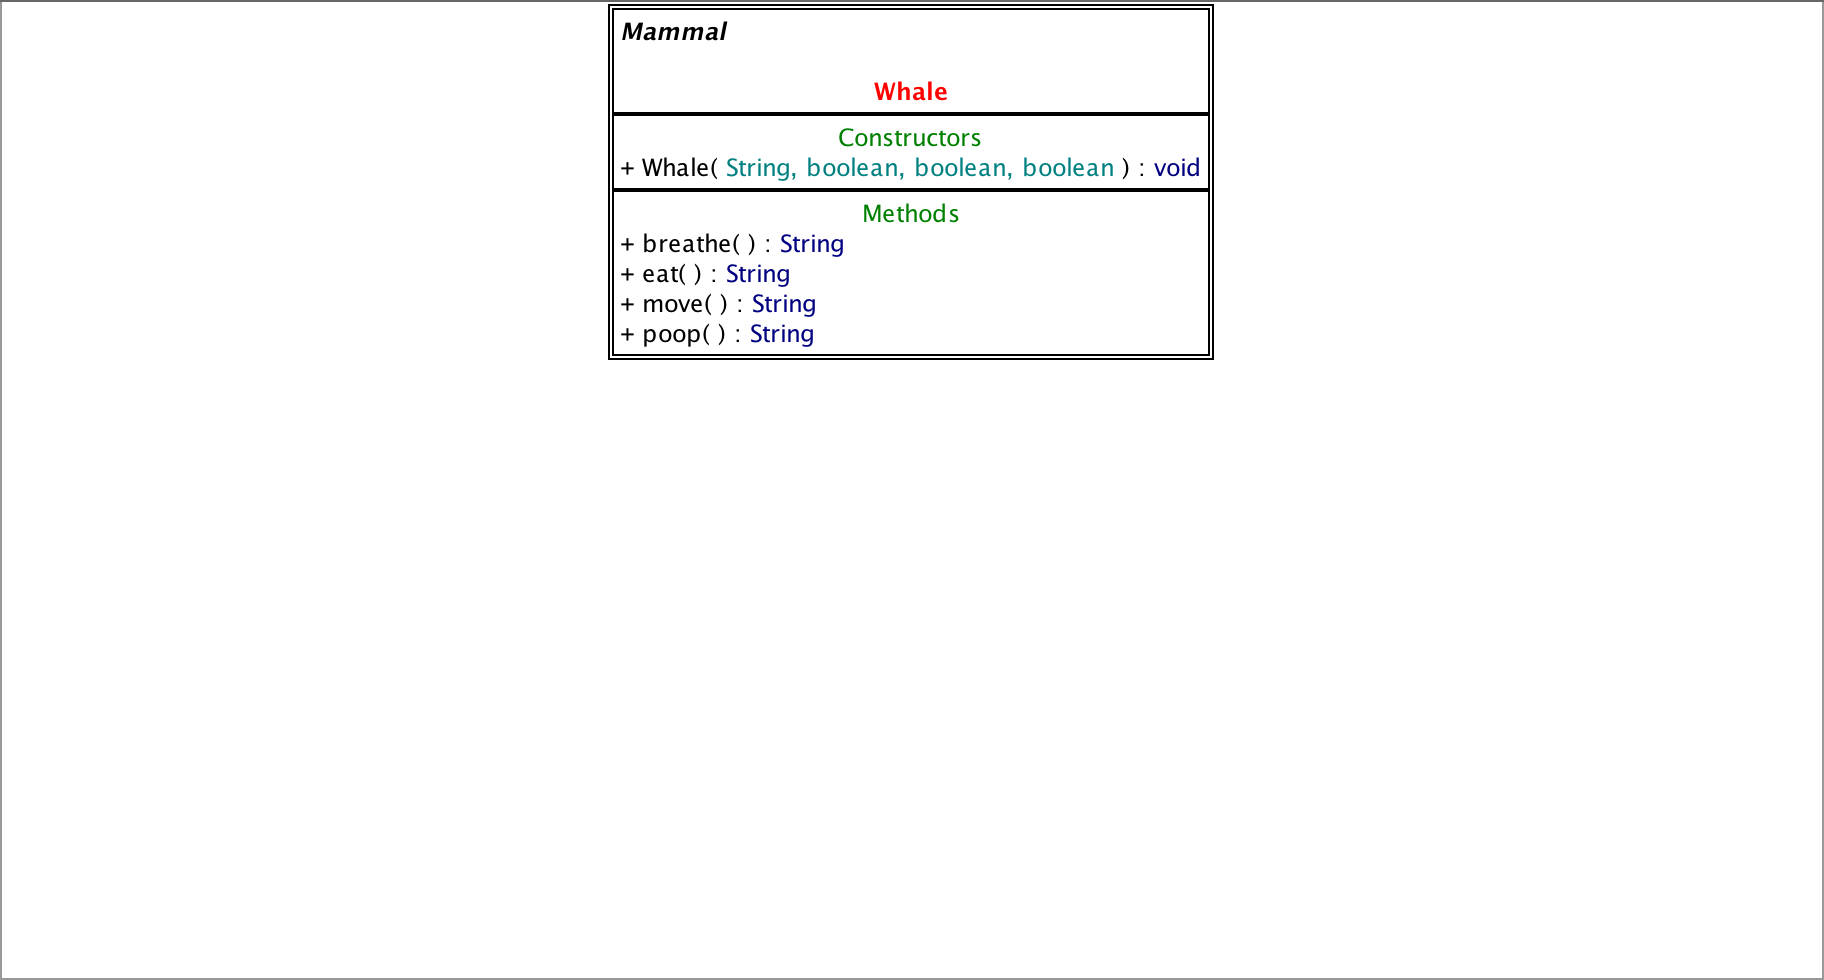 Mammal
Whale
Constructors
+ Whale( String, boolean, boolean, boolean ) : void
Methods
+ breathe( ) : String
+ eat( ) : String
+ move( ) : String
+ poop( ) : String